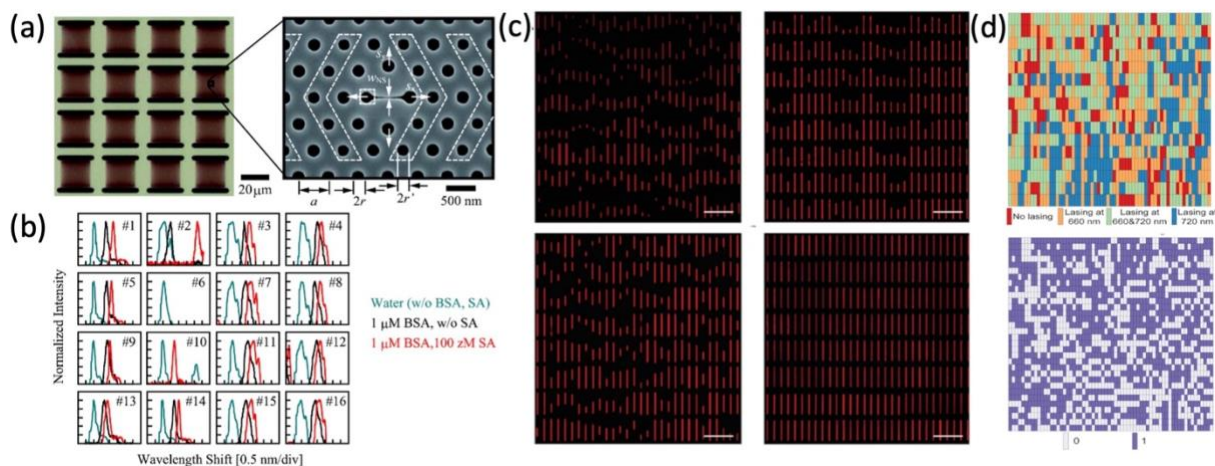 (a)
20μm
w_NS
a
2r
2r'
500 nm
(b)
#1
#2
#3
#4
#5
#6
#7
#8
#9
#10
#11
#12
#13
#14
#15
#16
Normalized Intensity
Wavelength Shift [0.5 nm/div]
Water (w/o BSA, SA)
1 μM BSA, w/o SA
1 μM BSA,100 zM SA
(c)
(d)
No lasing
Lasing at
660 nm
Lasing at
660&720 nm
Lasing at
720 nm
0
1